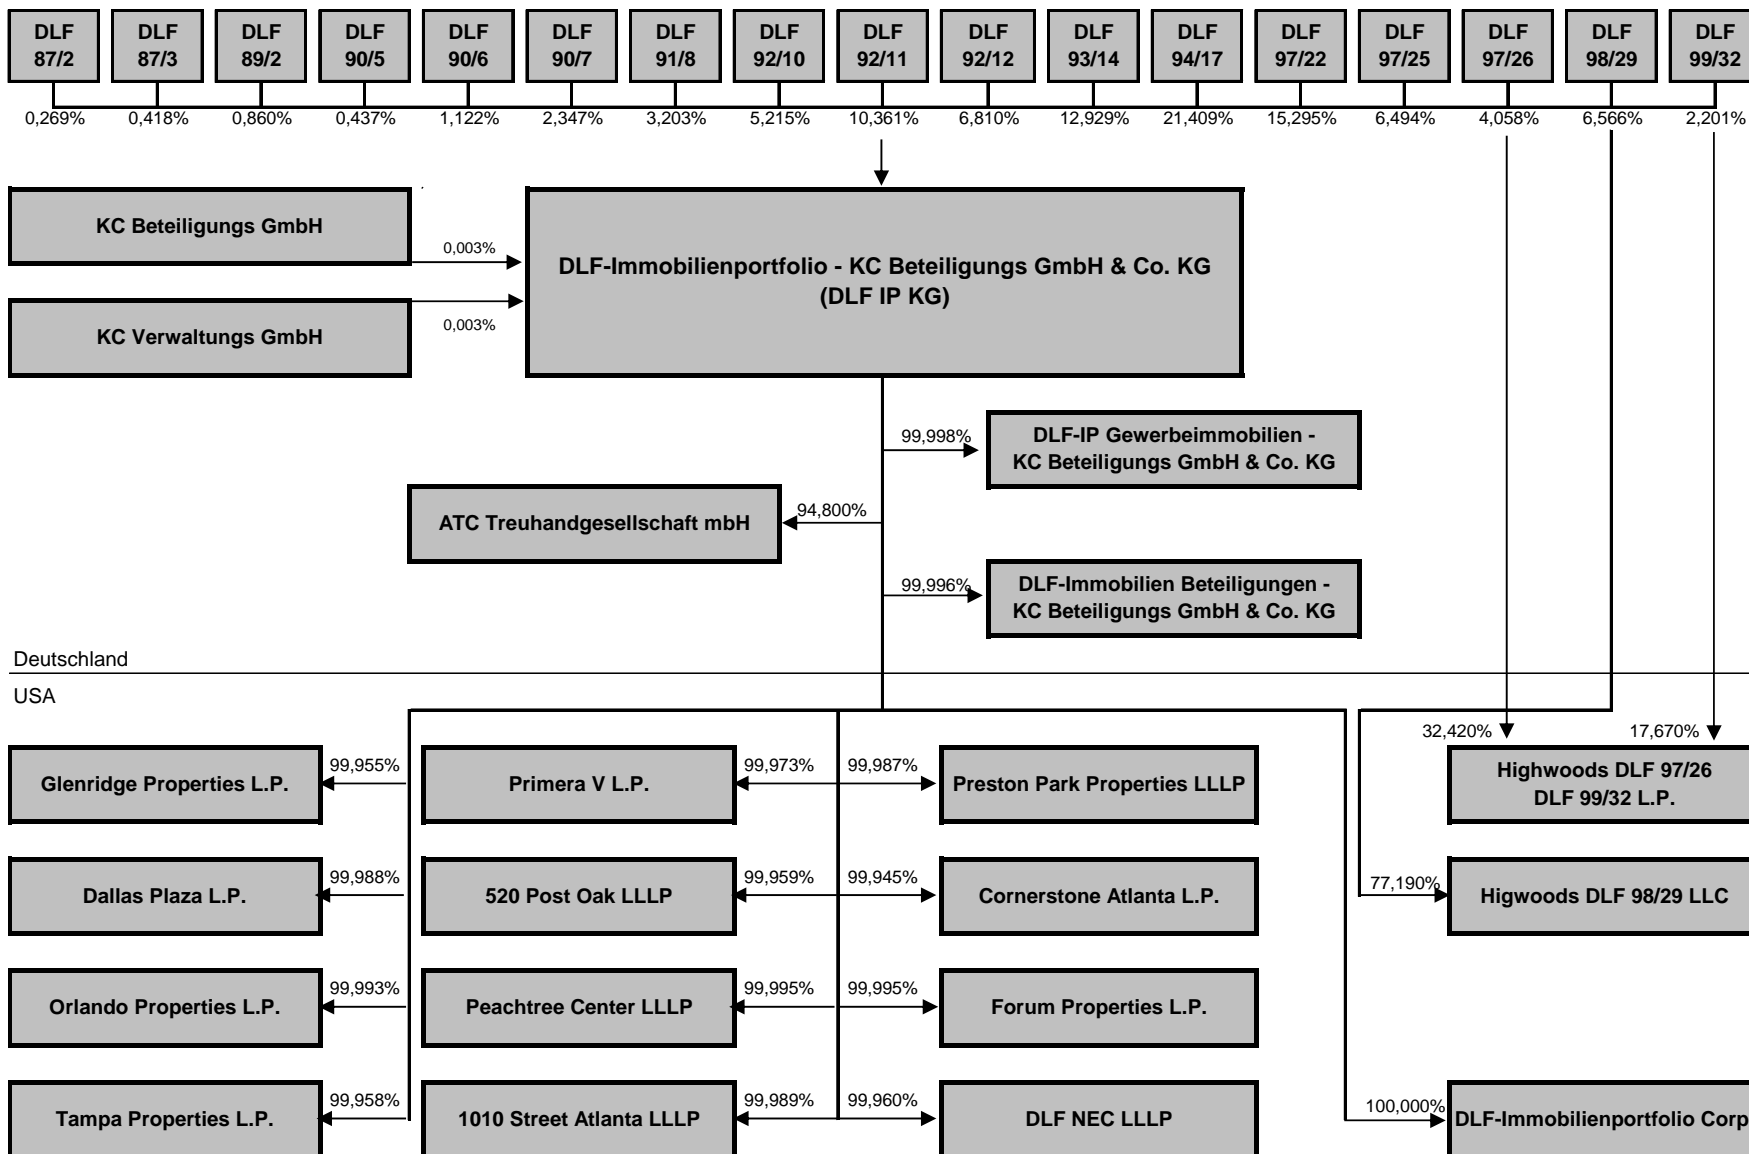 DLF DLF DLF DLF DLF DLF DLF DLF DLF DLF DLF DLF DLF DLF DLF DLF DLF
87/2 87/3 89/2 90/5 90/6 90/7 91/8 92/10 92/11 92/12 93/14 94/17 97/22 97/25 97/26 98/29 99/32
0,269% 0,418% 0,860% 0,437% 1,122% 2,347% 3,203% 5,215% 10,361% 6,810% 12,929% 21,409% 15,295% 6,494% 4,058% 6,566% 2,201%
KC Beteiligungs GmbH
0,003%
DLF-Immobilienportfolio - KC Beteiligungs GmbH & Co. KG
(DLF IP KG)
0,003%
KC Verwaltungs GmbH
99,998%
DLF-IP Gewerbeimmobilien -
KC Beteiligungs GmbH & Co. KG
ATC Treuhandgesellschaft mbH
94,800%
99,996%
DLF-Immobilien Beteiligungen -
KC Beteiligungs GmbH & Co. KG
Deutschland
USA
32,420% 17,670%
Glenridge Properties L.P. 99,955% Primera V L.P. 99,973% 99,987% Preston Park Properties LLLP
Highwoods DLF 97/26
DLF 99/32 L.P.
Dallas Plaza L.P. 99,988% 520 Post Oak LLLP 99,959% 99,945% Cornerstone Atlanta L.P. 77,190% Higwoods DLF 98/29 LLC
Orlando Properties L.P. 99,993% Peachtree Center LLLP 99,995% 99,995% Forum Properties L.P.
Tampa Properties L.P. 99,958% 1010 Street Atlanta LLLP 99,989% 99,960% DLF NEC LLLP 100,000% DLF-Immobilienportfolio Corp